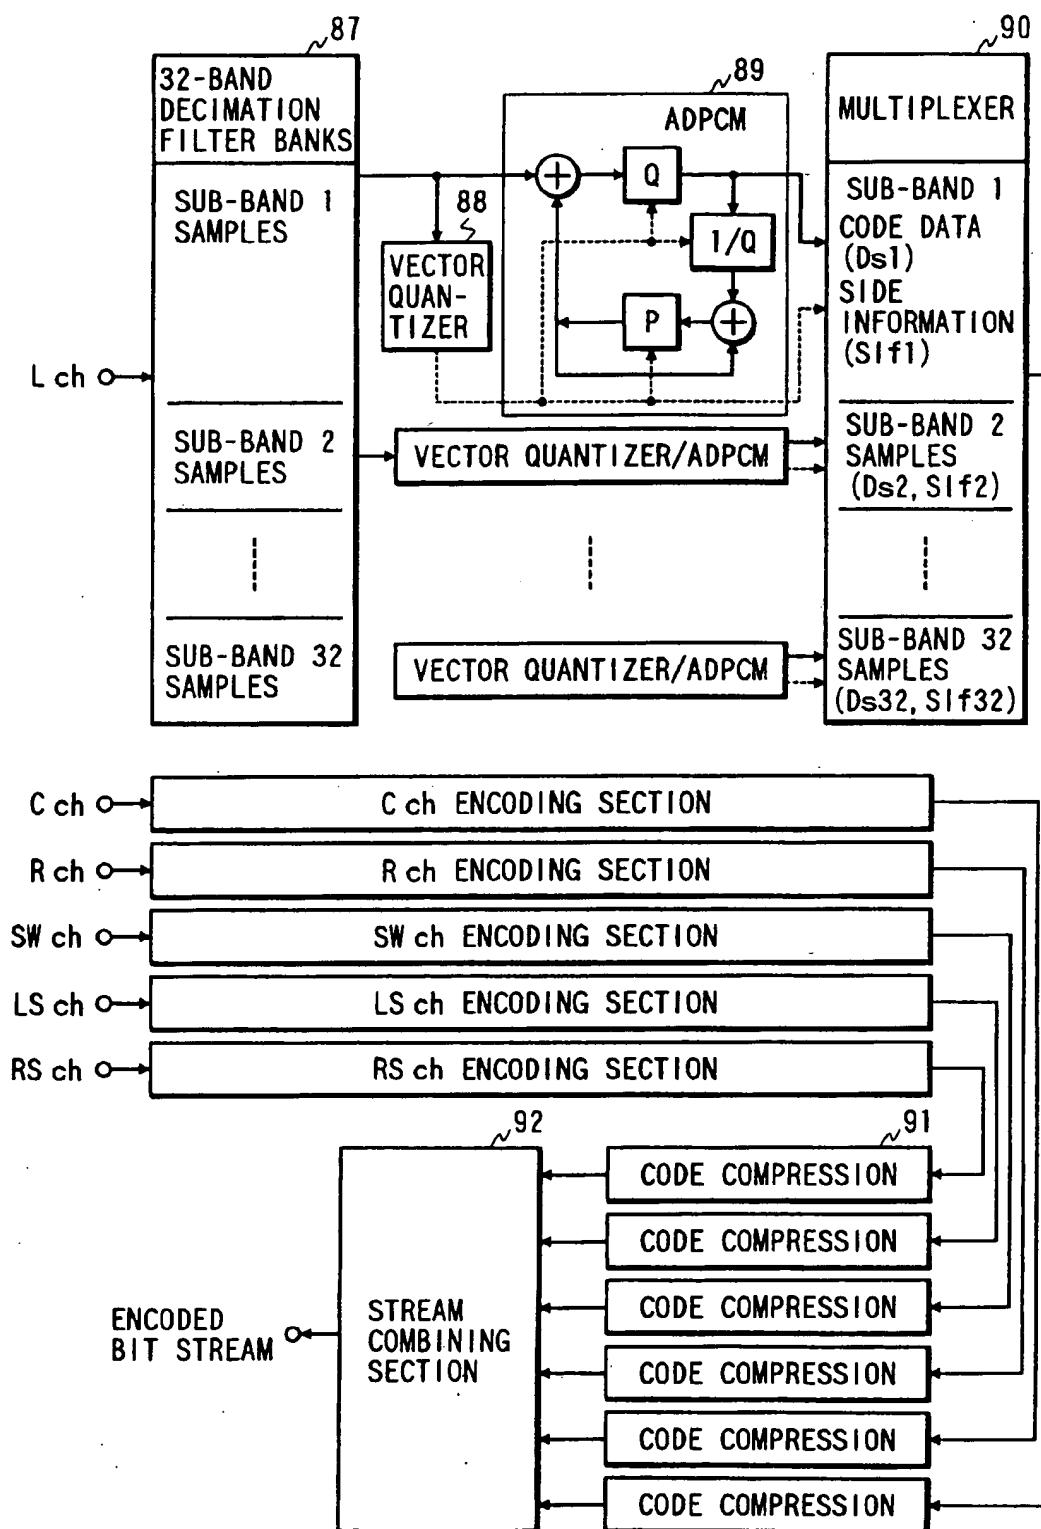 87
90
89
32-BAND
DECIMATION
FILTER BANKS
ADPCM
MULTIPLEXER
SUB-BAND 1
SAMPLES
88
VECTOR
QUAN-
TIZER
Q
1/Q
P
SUB-BAND 1
CODE DATA
(Ds1)
SIDE
INFORMATION
(SIf1)
L ch
SUB-BAND 2
SAMPLES
VECTOR QUANTIZER/ADPCM
SUB-BAND 2
SAMPLES
(Ds2, SIf2)
SUB-BAND 32
SAMPLES
VECTOR QUANTIZER/ADPCM
SUB-BAND 32
SAMPLES
(Ds32, SIf32)
C ch
C ch ENCODING SECTION
R ch
R ch ENCODING SECTION
SW ch
SW ch ENCODING SECTION
LS ch
LS ch ENCODING SECTION
RS ch
RS ch ENCODING SECTION
92
91
CODE COMPRESSION
CODE COMPRESSION
CODE COMPRESSION
CODE COMPRESSION
CODE COMPRESSION
CODE COMPRESSION
STREAM
COMBINING
SECTION
ENCODED
BIT STREAM